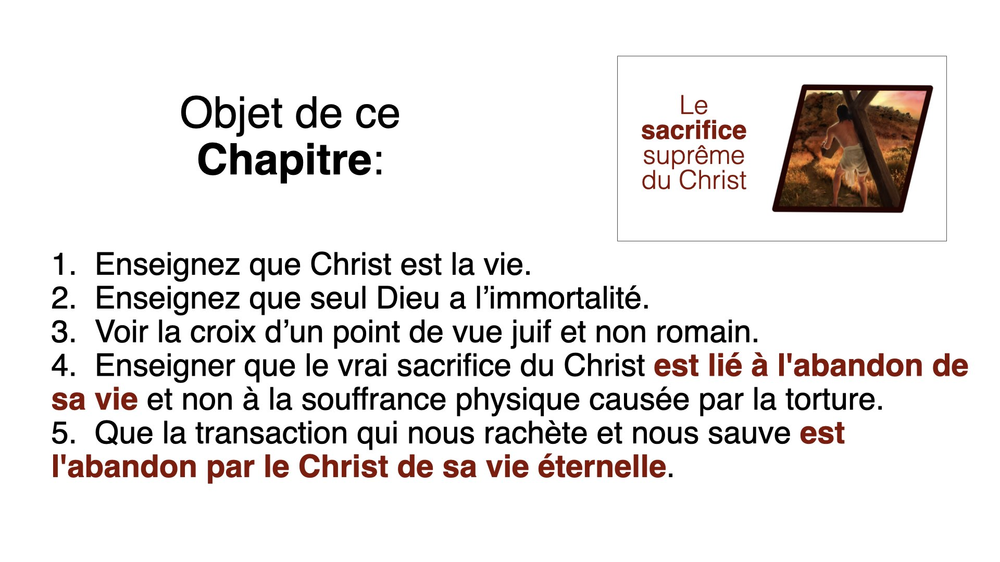 Objet de ce
Chapitre:
Le
sacrifice
suprême
du Christ
1. Enseignez que Christ est la vie.
2. Enseignez que seul Dieu a l’immortalité.
3. Voir la croix d’un point de vue juif et non romain.
4. Enseigner que le vrai sacrifice du Christ est lié à l'abandon de
sa vie et non à la souffrance physique causée par la torture.
5. Que la transaction qui nous rachète et nous sauve est
l'abandon par le Christ de sa vie éternelle.